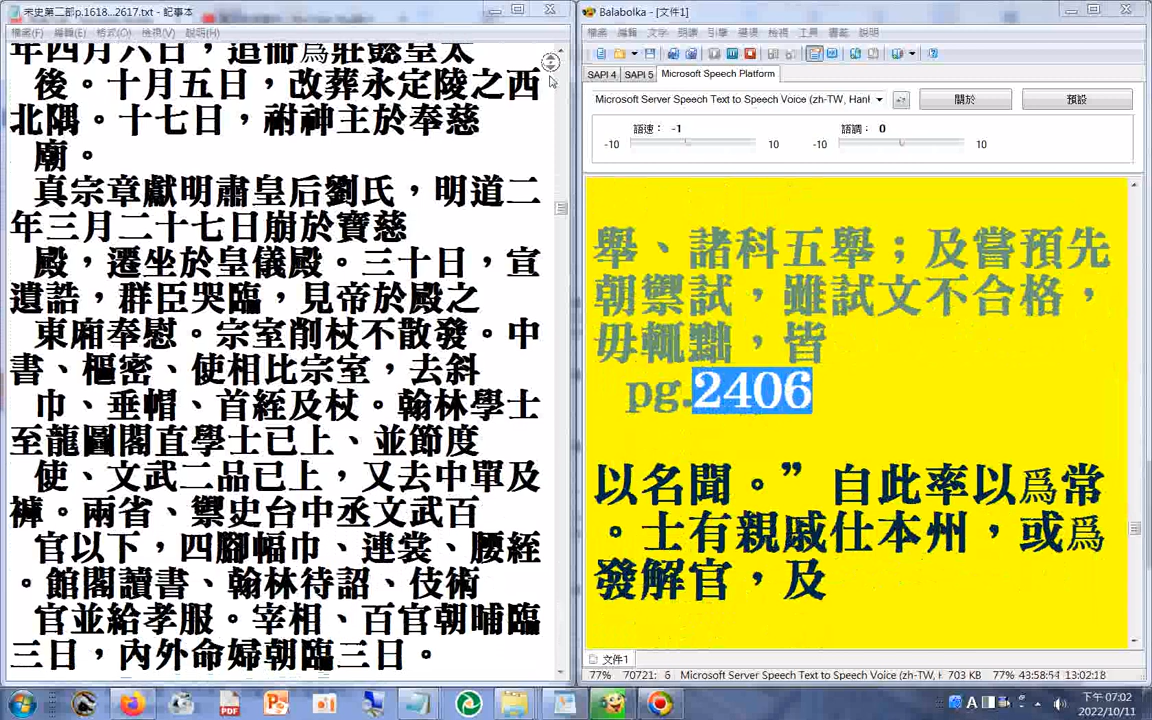 宋史第二部p.1618...2617.txt - 記事本
檔案(F) 編輯(E) 格式(O) 檢視(V) 說明(H)
年四月六日，追冊爲莊懿皇太
後。十月五日，改葬永定陵之西
北隅。十七日，祔神主於奉慈
廟。
真宗章獻明肅皇后劉氏，明道二
年三月二十七日崩於寶慈
殿，遷坐於皇儀殿。三十日，宣
遺誥，群臣哭臨，見帝於殿之
東廂奉慰。宗室削杖不散發。中
書、樞密、使相比宗室，去斜
巾、垂帽、首絰及杖。翰林學士
至龍圖閣直學士已上、並節度
使、文武二品已上，又去中單及
褲。兩省、禦史台中丞文武百
官以下，四腳幅巾、連裳、腰絰
。館閣讀書、翰林待詔、伎術
官並給孝服。宰相、百官朝晡臨
三日，內外命婦朝臨三日。
Balabolka - [文件1]
檔案 編輯 文字 朗讀 引擎 選項 檢視 工具 書籤 說明
SAPI 4 SAPI 5 Microsoft Speech Platform
Microsoft Server Speech Text to Speech Voice (zh-TW, Hanl
關於 預設
語速： -1 語調： 0
-10 10 -10 10
舉、諸科五舉；及嘗預先
朝禦試，雖試文不合格，
毋輒黜，皆
pg.2406
以名聞。”自此率以爲常
。士有親戚仕本州，或爲
發解官，及
文件1
77% 70721: 6 Microsoft Server Speech Text to Speech Voice (zh-TW, H 703 KB 77% 43:58:54 13:02:18
下午 07:02
2022/10/11